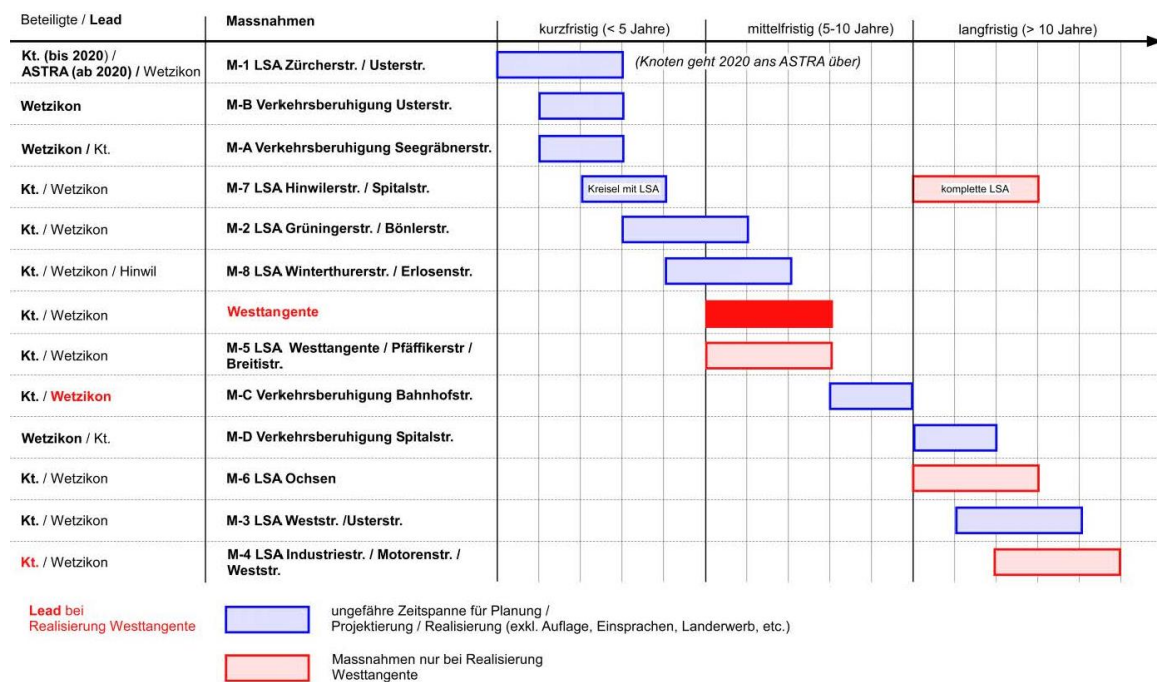 Beteiligte / Lead
Massnahmen
kurzfristig (< 5 Jahre)
mittelfristig (5-10 Jahre)
langfristig (> 10 Jahre)
Kt. (bis 2020) /
ASTRA (ab 2020) / Wetzikon
M-1 LSA Zürcherstr. / Usterstr.
(Knoten geht 2020 ans ASTRA über)
Wetzikon
M-B Verkehrsberuhigung Usterstr.
Wetzikon / Kt.
M-A Verkehrsberuhigung Seegräbnerstr.
Kt. / Wetzikon
M-7 LSA Hinwilerstr. / Spitalstr.
Kreisel mit LSA
komplette LSA
Kt. / Wetzikon
M-2 LSA Grüningerstr. / Bönlerstr.
Kt. / Wetzikon / Hinwil
M-8 LSA Winterthurerstr. / Erlosenstr.
Kt. / Wetzikon
Westtangente
Kt. / Wetzikon
M-5 LSA Westtangente / Pfäffikerstr /
Breitistr.
Kt. / Wetzikon
M-C Verkehrsberuhigung Bahnhofstr.
Wetzikon / Kt.
M-D Verkehrsberuhigung Spitalstr.
Kt. / Wetzikon
M-6 LSA Ochsen
Kt. / Wetzikon
M-3 LSA Weststr. /Usterstr.
Kt. / Wetzikon
M-4 LSA Industriestr. / Motorenstr. /
Weststr.
Lead bei
Realisierung Westtangente
ungefähre Zeitspanne für Planung /
Projektierung / Realisierung (exkl. Auflage, Einsprachen, Landerwerb, etc.)
Massnahmen nur bei Realisierung
Westtangente